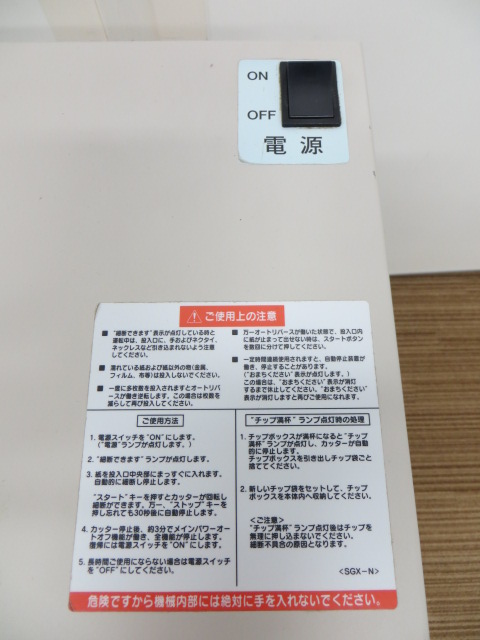 ON
OFF
電源
ご使用上の注意
■ "細断できます"表示が点灯している時と
運転中は、投入口に、手およびネクタイ、
ネックレスなど引き込まれないよう注意
してください。
■ 濡れている紙および紙以外の物(金属、
フィルム、布等)は投入しないでください。
■ 一度に多枚数を投入されますとオートリバ
ースが働き逆転します。この場合は枚数を
減らして再び投入してください。
■ 万一オートリバースが働いた状態で、投入口内
に紙が止まって出せない時は、スタートボタン
を数回に分けて押してください。
■ 一定時間連続使用されますと、自動停止装置が
働き、停止することがあります。
("おまちください"表示が点灯します。)
この場合は、"おまちください"表示が消灯
するまで休止してください。
表示が消灯しますと再びご使用になれます。
ご使用方法
1. 電源スイッチを"ON"にします。
("電源"ランプが点灯します。)
2. "細断できます"ランプが点灯します。
3. 紙を投入口中央部にまっすぐに入れます。
自動的に細断し停止します。
"スタート"キーを押すとカッターが回転し
細断ができます。万一、"ストップ"キーを
押し忘れても30秒後に自動停止します。
4. カッター停止後、約3分でメインパワーオー
トオフ機能が働き、全機能が停止します。
復帰には電源スイッチを"ON"にします。
5. 長時間ご使用にならない場合は電源スイッチ
を"OFF"にしてください。
"チップ満杯"ランプ点灯時の処理
1. チップボックスが満杯になると"チップ
満杯"ランプが点灯し、カッターが自動
的に停止します。
チップボックスを引き出しチップ袋ごと
捨ててください。
2. 新しいチップ袋をセットして、チップ
ボックスを本体内へ収納してください。
<ご注意>
"チップ満杯"ランプ点灯後はチップを
無理に押し込まないでください。
細断不具合の原因となります。
<SGX-N>
危険ですから機械内部には絶対に手を入れないでください。